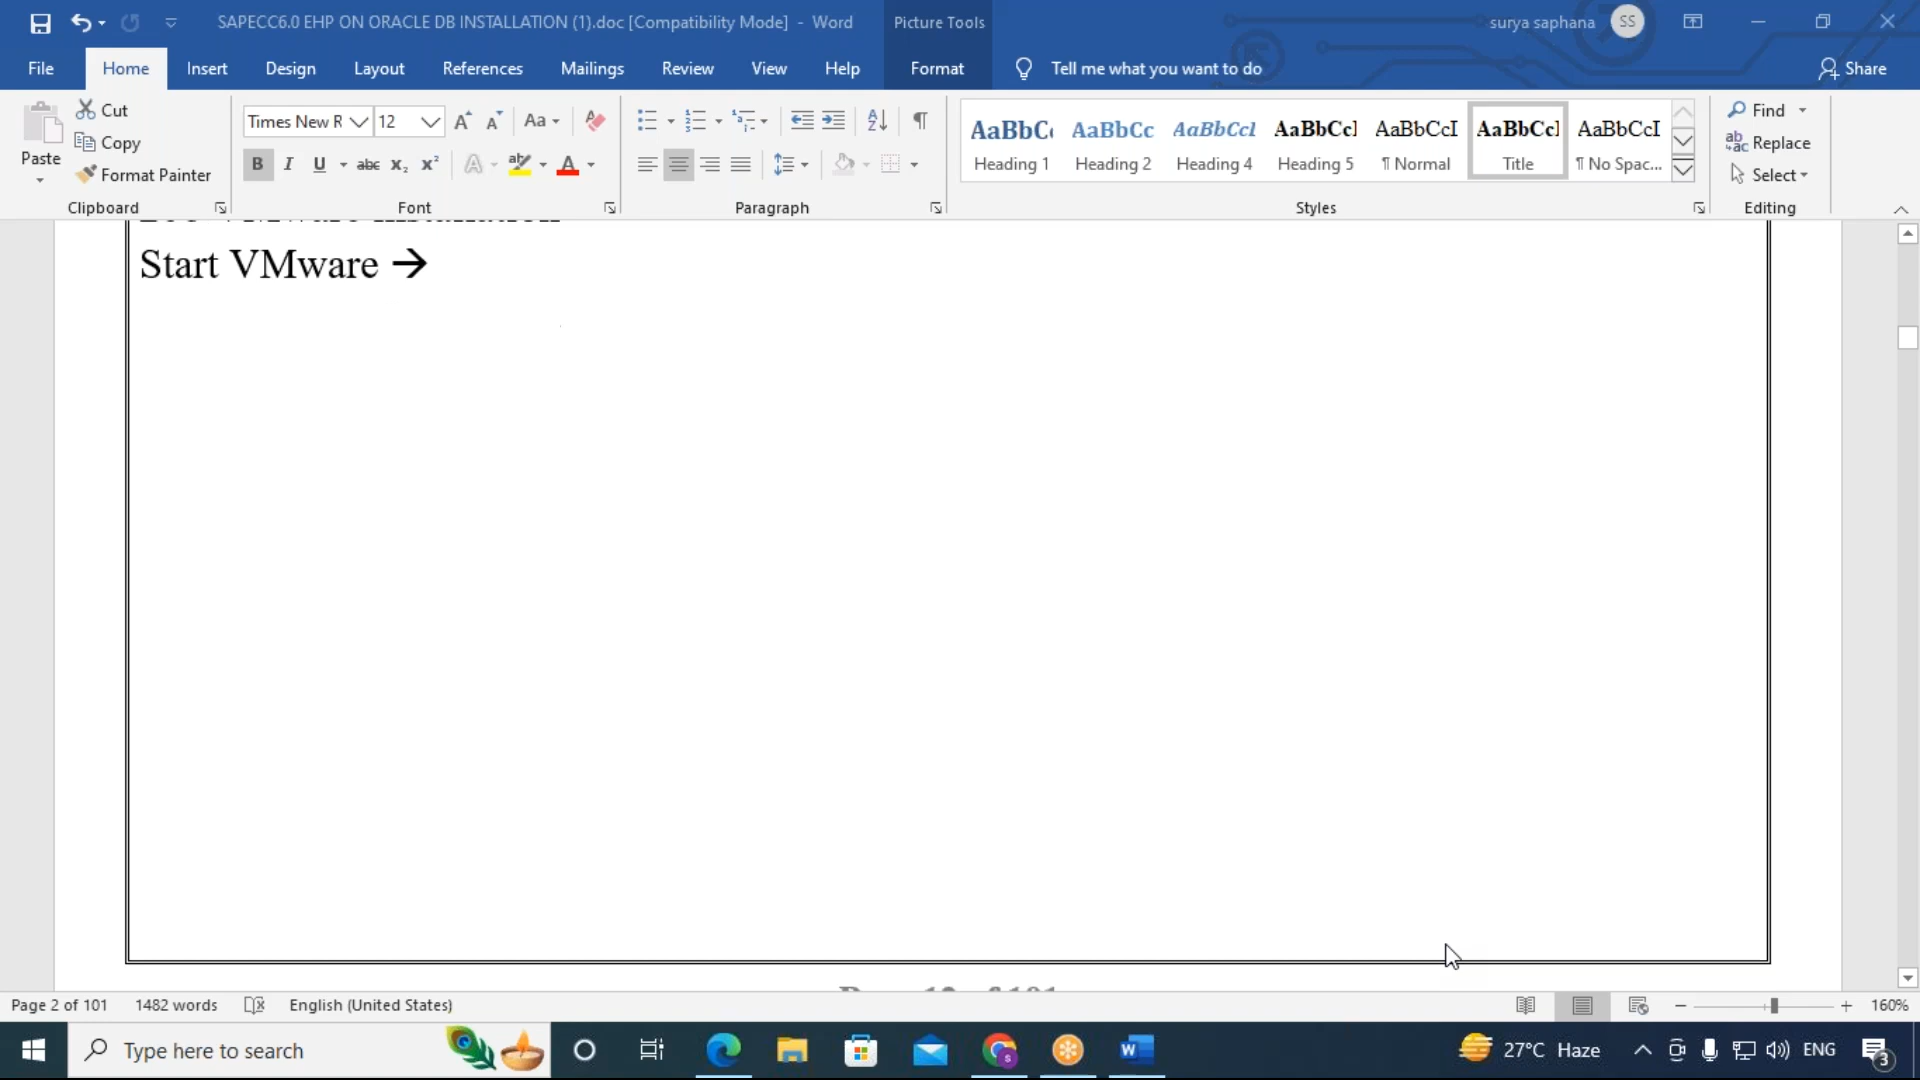 SAPECC6.0 EHP ON ORACLE DB INSTALLATION (1).doc [Compatibility Mode] - Word
Picture Tools
surya saphana
SS
File
Home
Insert
Design
Layout
References
Mailings
Review
View
Help
Format
Tell me what you want to do
Share
Paste
Cut
Copy
Format Painter
Clipboard
Times New R
12
Font
Paragraph
AaBbC
Heading 1
AaBbCc
Heading 2
AaBbCcI
Heading 4
AaBbCcI
Heading 5
AaBbCcI
¶ Normal
AaBbCcI
Title
AaBbCcI
¶ No Spac...
Styles
Find
Replace
Select
Editing
Start VMware →
Page 2 of 101
1482 words
English (United States)
160%
Type here to search
27°C Haze
ENG
3